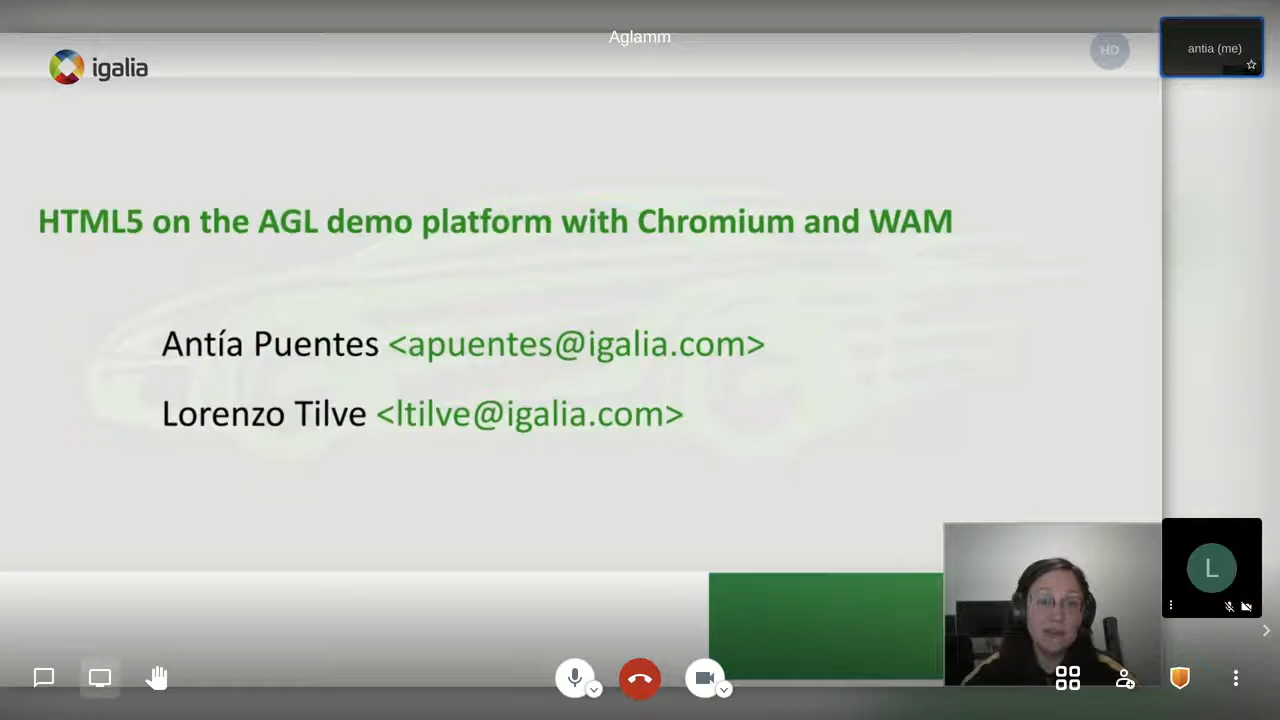 Aglamm
HD
antia (me)
igalia
HTML5 on the AGL demo platform with Chromium and WAM
Antía Puentes <apuentes@igalia.com>
Lorenzo Tilve <ltilve@igalia.com>
L